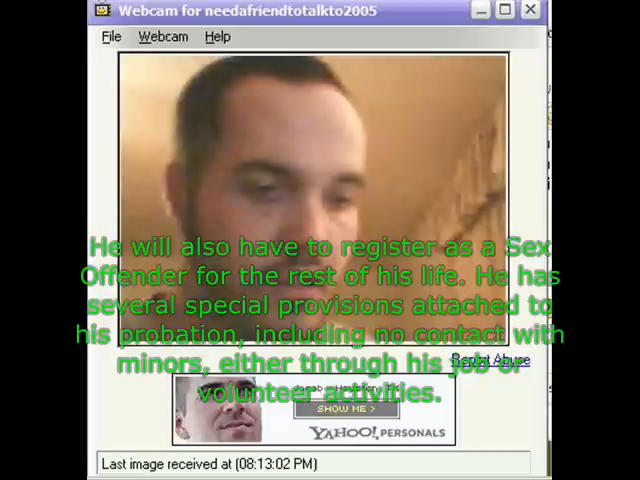 Webcam for needafriendtotalkto2005
File Webcam Help
He will also have to register as a Sex
Offender for the rest of his life. He has
several special provisions attached to
his probation, including no contact with
minors, either through his job or
volunteer activities.
Report Abuse
SHOW ME >
YAHOO! PERSONALS
Last image received at (08:13:02 PM)